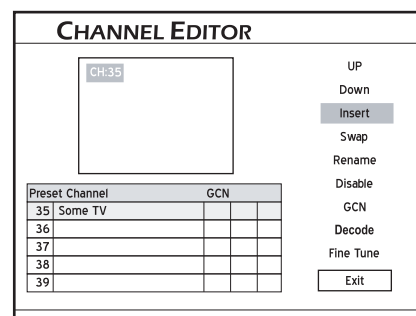 CHANNEL EDITOR
CH:35
Preset Channel GCN
35 Some TV
36
37
38
39
UP
Down
Insert
Swap
Rename
Disable
GCN
Decode
Fine Tune
Exit